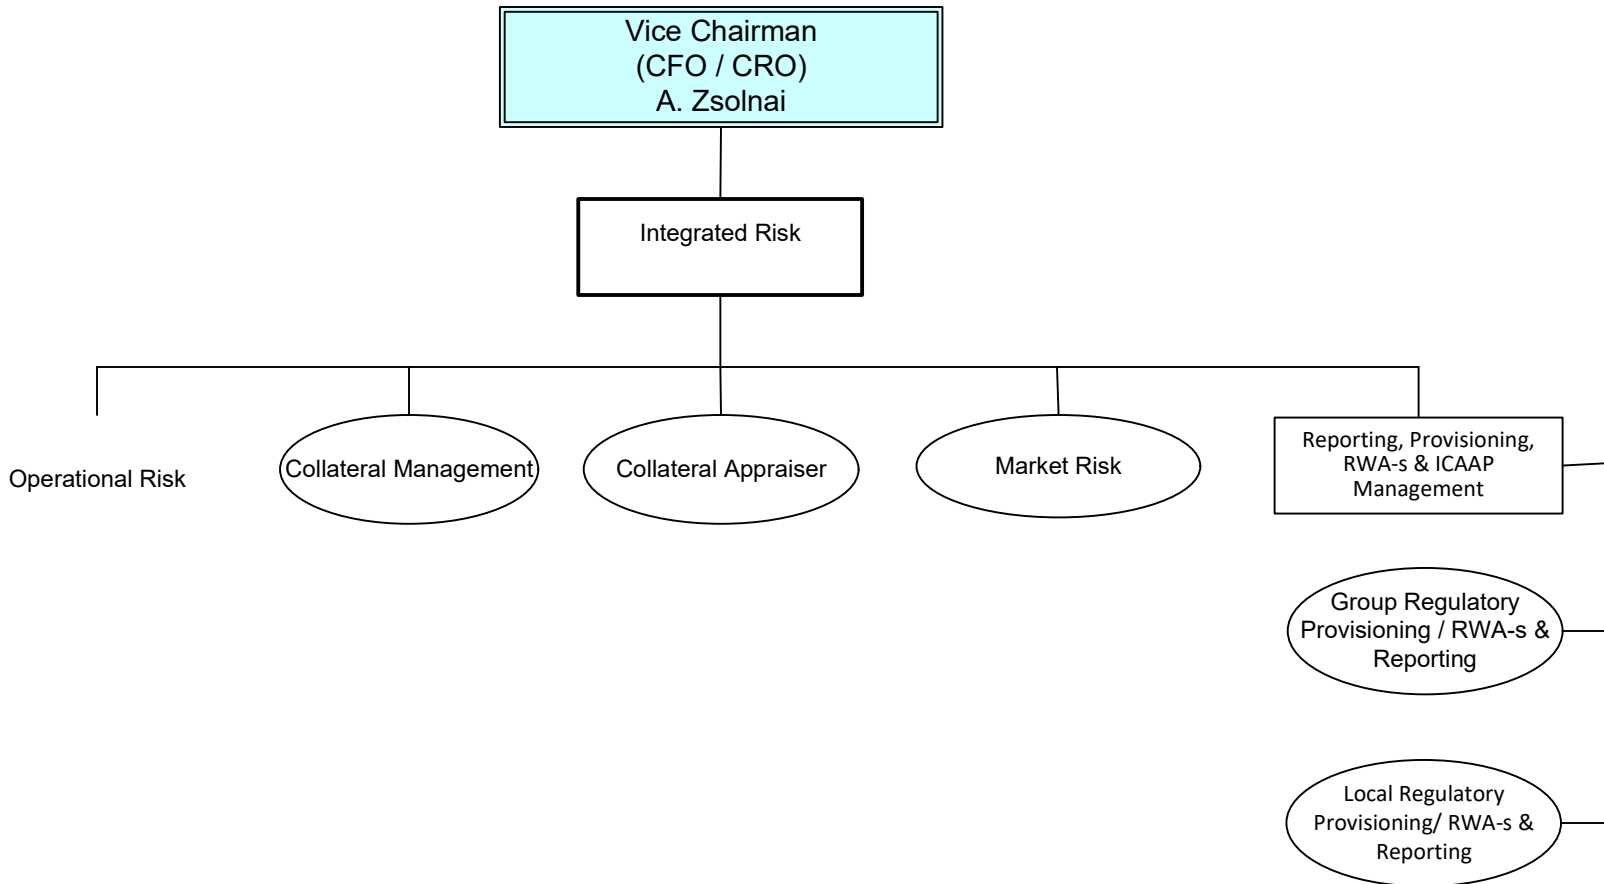 Vice Chairman
(CFO / CRO)
A. Zsolnai
Integrated Risk
Operational Risk
Collateral Management
Collateral Appraiser
Market Risk
Reporting, Provisioning,
RWA-s & ICAAP
Management
Group Regulatory
Provisioning / RWA-s &
Reporting
Local Regulatory
Provisioning/ RWA-s &
Reporting